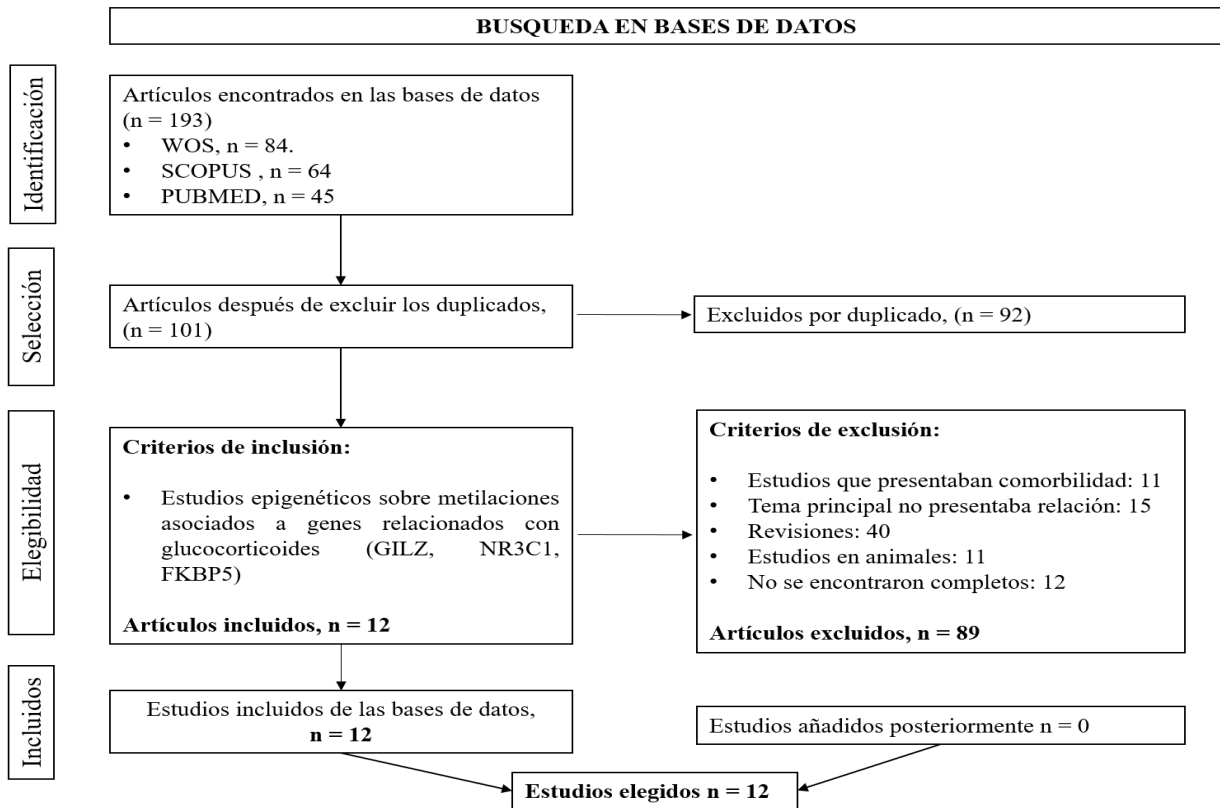 BUSQUEDA EN BASES DE DATOS
Identificación
Artículos encontrados en las bases de datos
(n = 193)
• WOS, n = 84.
• SCOPUS , n = 64
• PUBMED, n = 45
Selección
Artículos después de excluir los duplicados,
(n = 101)
Excluidos por duplicado, (n = 92)
Elegibilidad
Criterios de inclusión:
• Estudios epigenéticos sobre metilaciones
asociados a genes relacionados con
glucocorticoides (GILZ, NR3C1,
FKBP5)
Artículos incluidos, n = 12
Criterios de exclusión:
• Estudios que presentaban comorbilidad: 11
• Tema principal no presentaba relación: 15
• Revisiones: 40
• Estudios en animales: 11
• No se encontraron completos: 12
Artículos excluidos, n = 89
Incluidos
Estudios incluidos de las bases de datos,
n = 12
Estudios añadidos posteriormente n = 0
Estudios elegidos n = 12